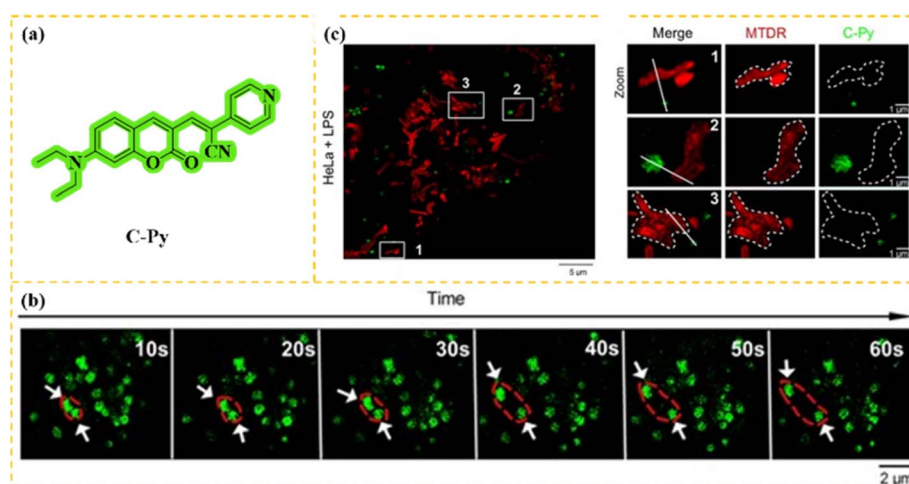 (a)
N
N
O
O
CN
C-Py
(c)
HeLa + LPS
3
2
1
5 μm
Merge
MTDR
C-Py
Zoom
1
1 μm
2
1 μm
3
1 μm
(b)
Time
10s
20s
30s
40s
50s
60s
2 μm